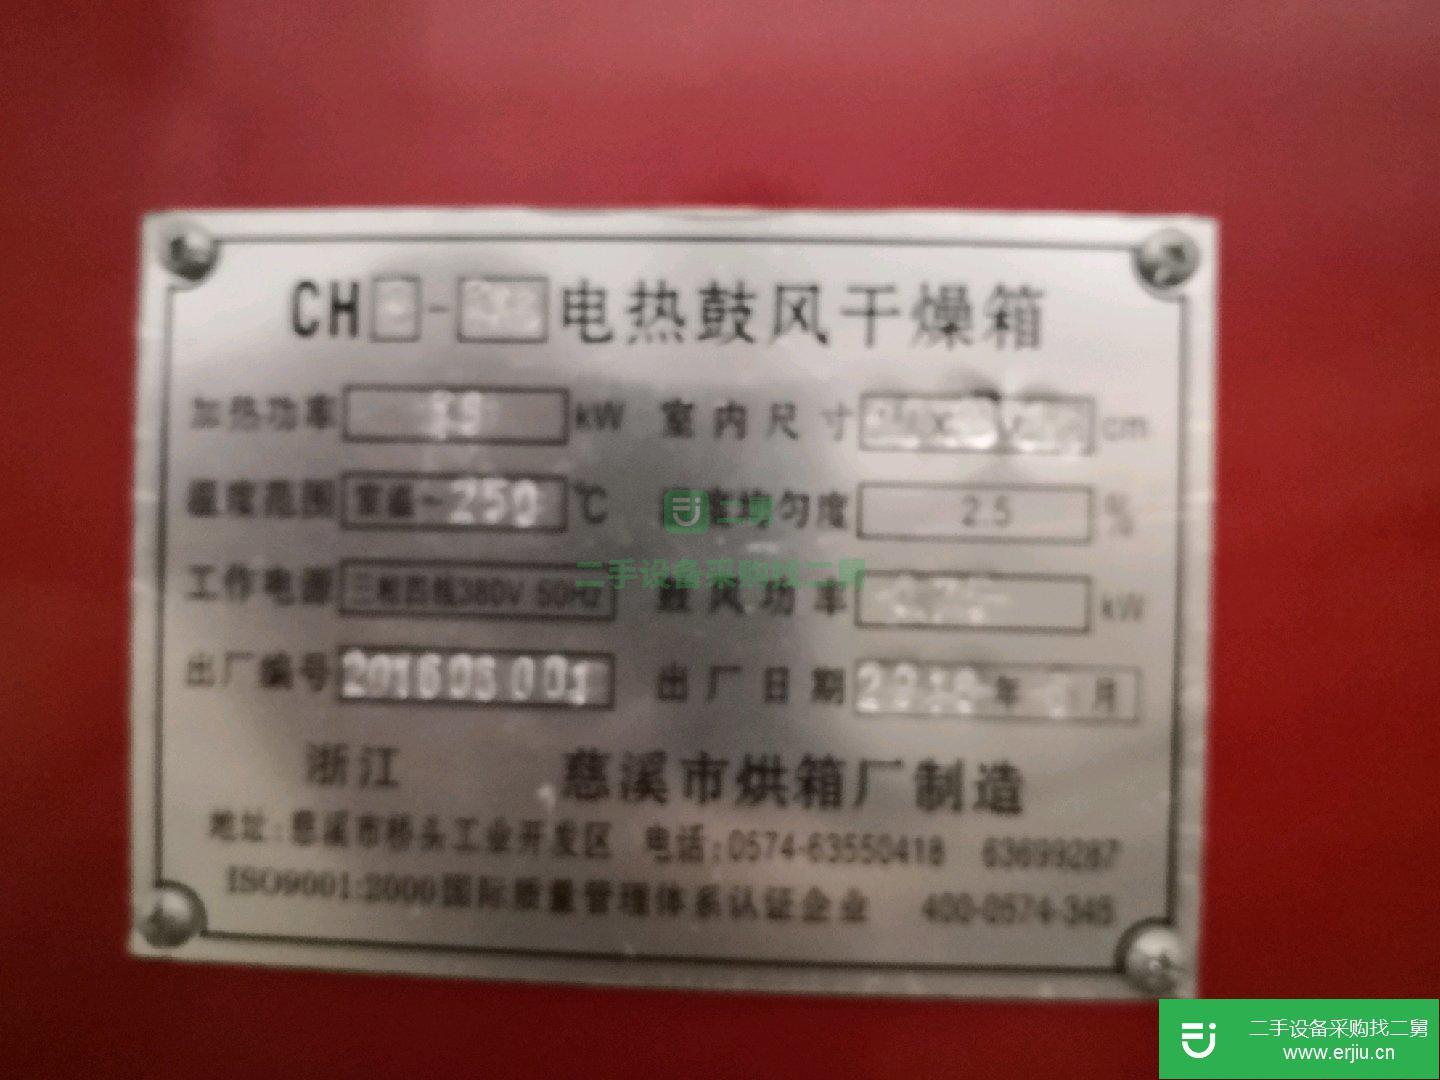 CH - 电热鼓风干燥箱
加热功率 kW 室内尺寸 cm
温度范围 室温~250 ℃ 均匀度 2.5 %
工作电源 三相四线380V 50Hz 鼓风功率 kW
出厂编号 201605001 出厂日期 年 月
浙江 慈溪市烘箱厂制造
地址:慈溪市桥头工业开发区 电话:0574-63550418 63699287
ISO9001:2000国际质量管理体系认证企业 400-0574-345
二舅
二手设备采购找二舅
二手设备采购找二舅
www.erjiu.cn